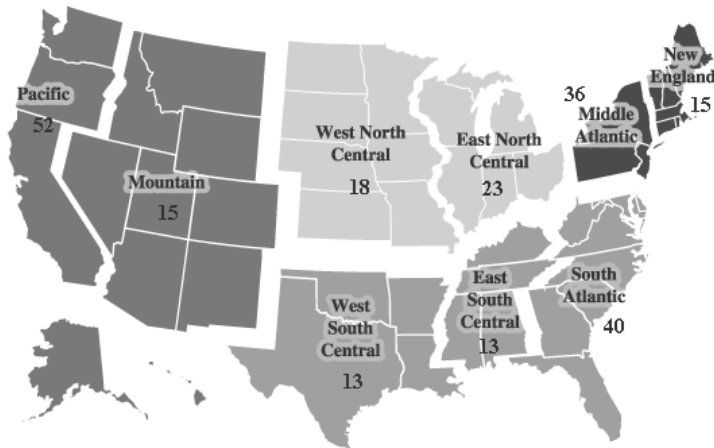 Pacific
52
Mountain
15
West North
Central
18
East North
Central
23
36
Middle
Atlantic
New
England
15
West
South
Central
13
East
South
Central
13
South
Atlantic
40